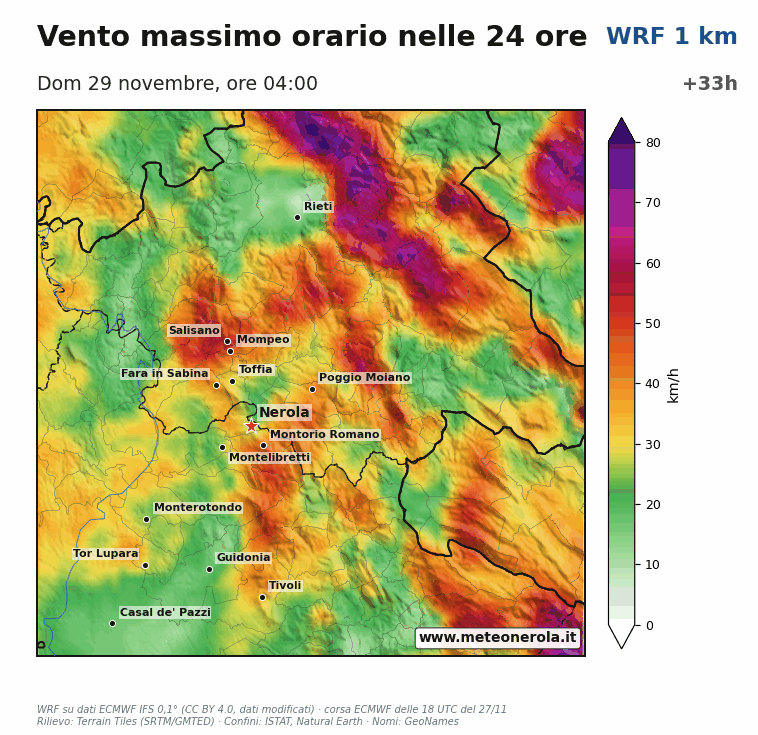 Vento massimo orario nelle 24 ore WRF 1 km
Dom 29 novembre, ore 04:00 +33h
Rieti
Salisano
Mompeo
Fara in Sabina
Toffia
Poggio Moiano
Nerola
Montorio Romano
Montelibretti
Monterotondo
Tor Lupara
Guidonia
Tivoli
Casal de' Pazzi
www.meteonerola.it
80
70
60
50
40
30
20
10
0
km/h
WRF su dati ECMWF IFS 0,1° (CC BY 4.0, dati modificati) · corsa ECMWF delle 18 UTC del 27/11
Rilievo: Terrain Tiles (SRTM/GMTED) · Confini: ISTAT, Natural Earth · Nomi: GeoNames